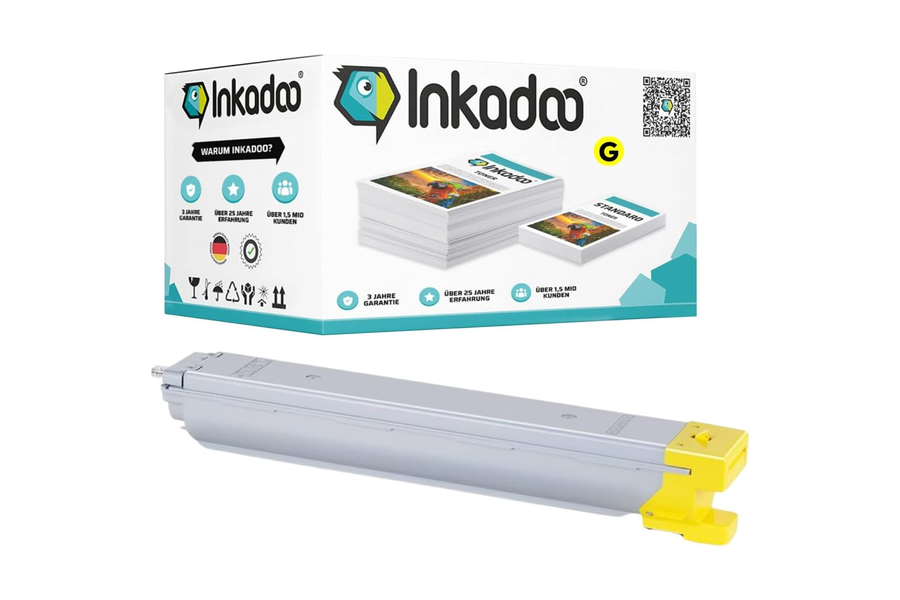 Inkadoo®
WARUM INKADOO?
3 JAHRE
GARANTIE
ÜBER 25 JAHRE
ERFAHRUNG
ÜBER 1,5 MIO
KUNDEN
Inkadoo®
G
Inkadoo
TONER
STANDARD
TONER
3 JAHRE
GARANTIE
ÜBER 25 JAHRE
ERFAHRUNG
ÜBER 1,5 MIO
KUNDEN